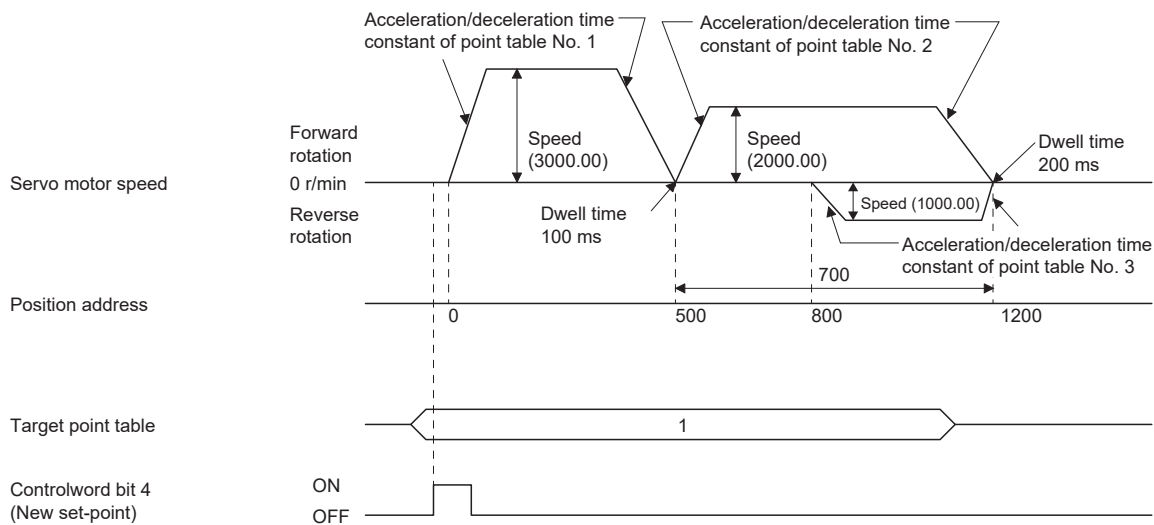 Acceleration/deceleration time
constant of point table No. 1
Acceleration/deceleration time
constant of point table No. 2
Forward
rotation
Speed
(3000.00)
Speed
(2000.00)
Dwell time
200 ms
Servo motor speed
0 r/min
Reverse
rotation
Dwell time
100 ms
Speed (1000.00)
Acceleration/deceleration time
constant of point table No. 3
700
Position address
0
500
800
1200
Target point table
1
Controlword bit 4
(New set-point)
ON
OFF